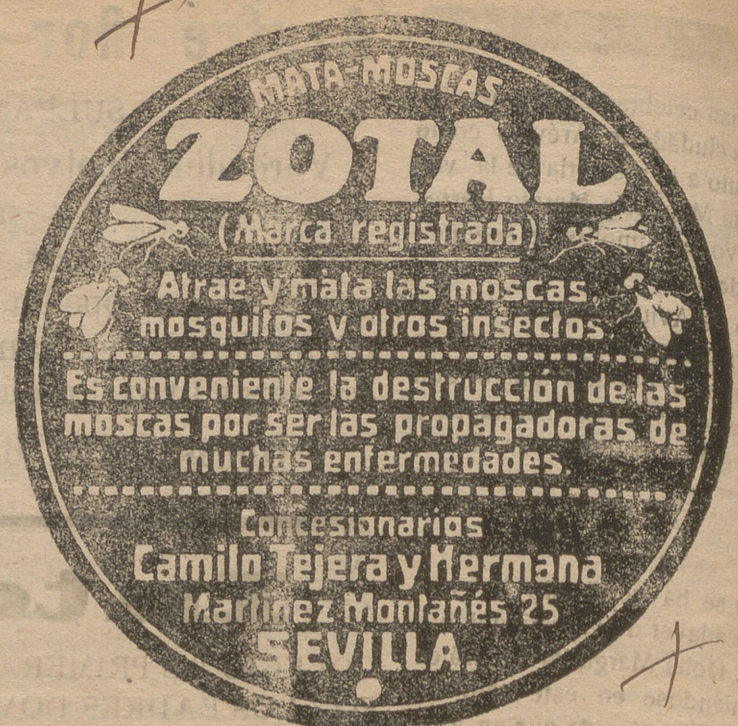 MATA-MOSCAS
ZOTAL
(Marca registrada)
Atrae y mata las moscas,
mosquitos y otros insectos.
Es conveniente la destrucción de las
moscas por ser las propagadoras de
muchas enfermedades.
Concesionarios
Camilo Tejera y Hermana
Martinez Montañés 25
SEVILLA.